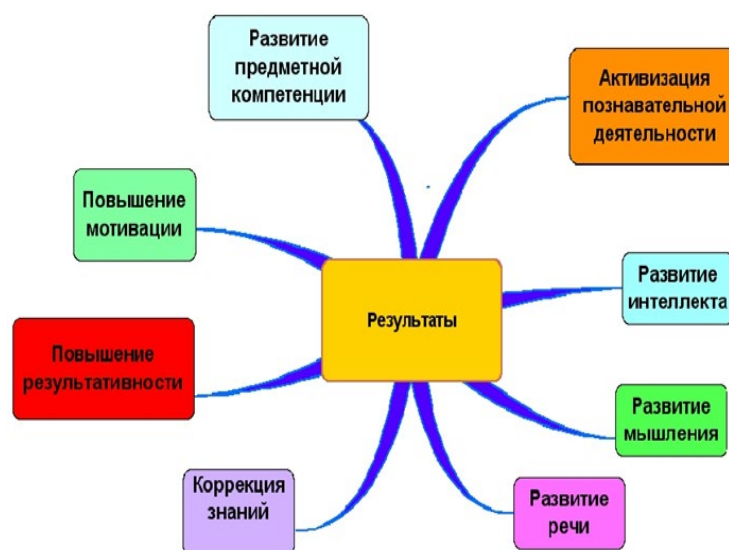 Развитие
предметной
компетенции
Активизация
познавательной
деятельности
Повышение
мотивации
Развитие
интеллекта
Результаты
Повышение
результативности
Развитие
мышления
Коррекция
знаний
Развитие
речи